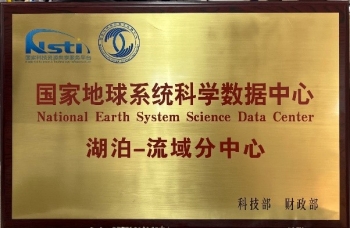 Nsti
国家地球系统科学数据中心
National Earth System Science Data Center
湖泊-流域分中心
科技部 财政部